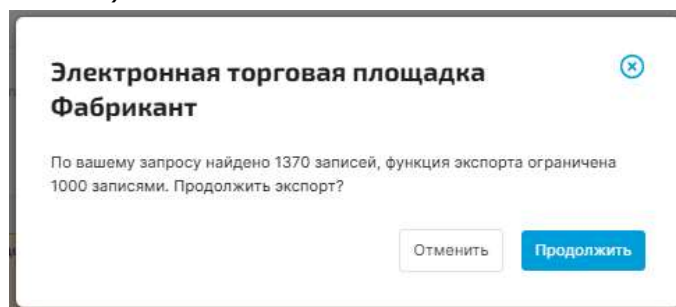 Электронная торговая площадка
Фабрикант
По вашему запросу найдено 1370 записей, функция экспорта ограничена
1000 записями. Продолжить экспорт?
Отменить
Продолжить